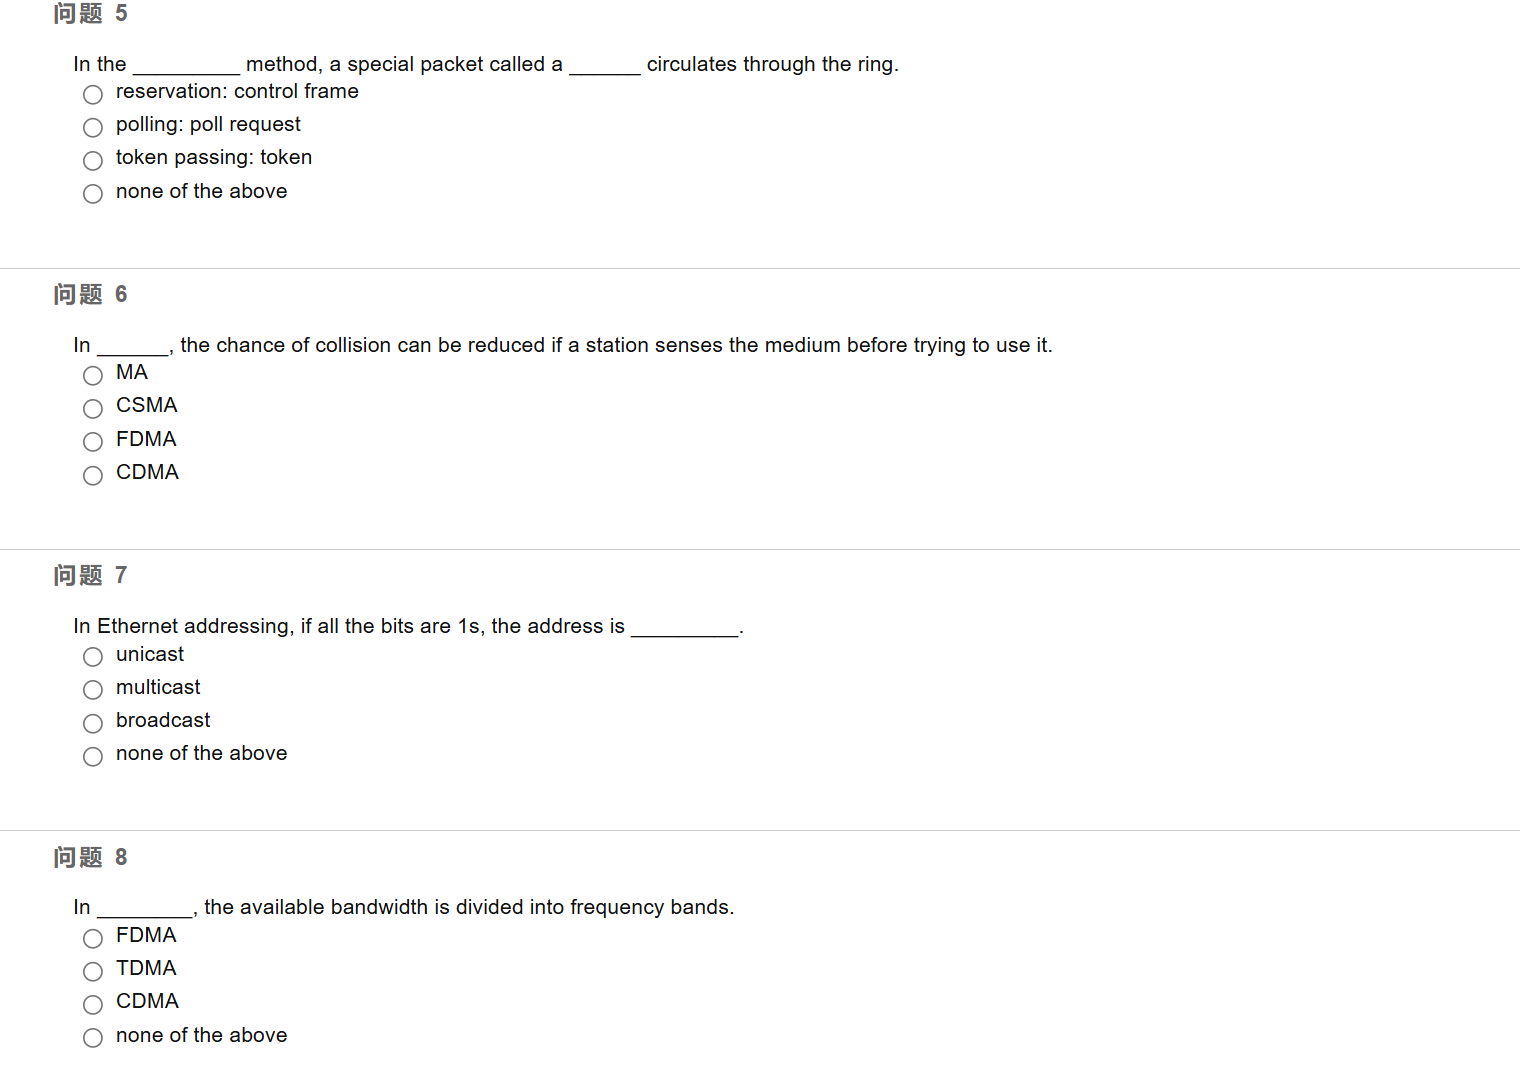 问题 5
In the _________ method, a special packet called a ______ circulates through the ring.
reservation: control frame
polling: poll request
token passing: token
none of the above
问题 6
In ______, the chance of collision can be reduced if a station senses the medium before trying to use it.
MA
CSMA
FDMA
CDMA
问题 7
In Ethernet addressing, if all the bits are 1s, the address is _________.
unicast
multicast
broadcast
none of the above
问题 8
In ________, the available bandwidth is divided into frequency bands.
FDMA
TDMA
CDMA
none of the above